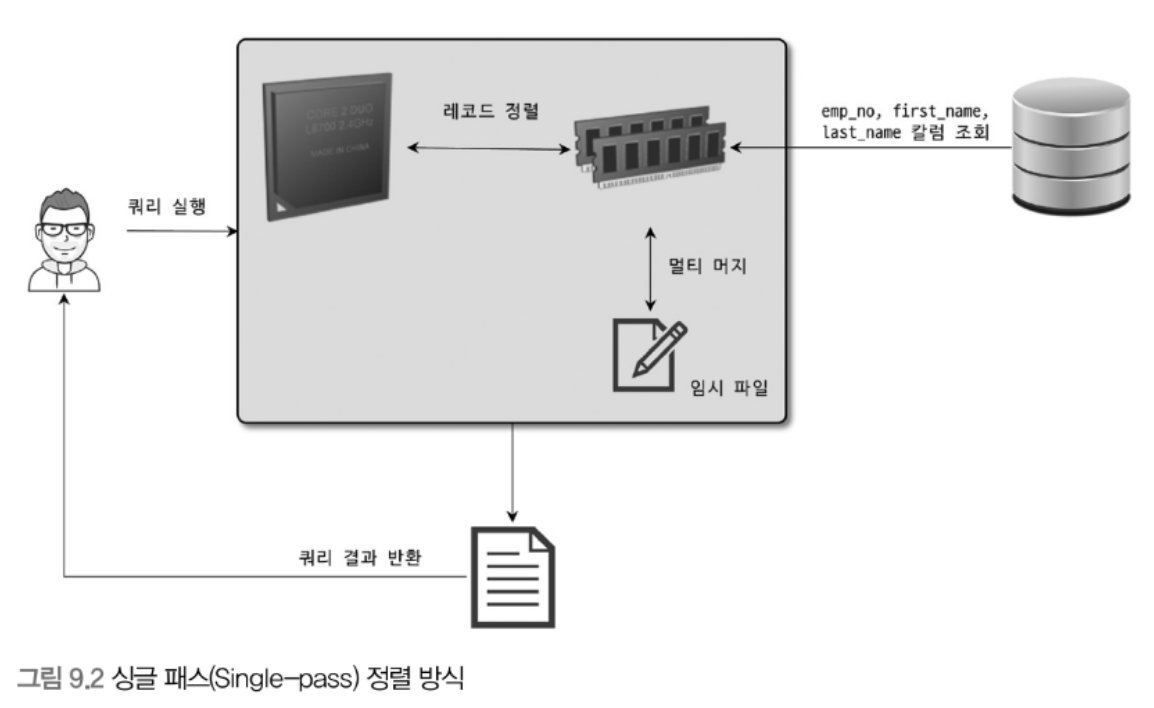 CORE 2 DUO
L8700 2.4GHz
MADE IN CHINA
레코드 정렬
emp_no, first_name,
last_name 칼럼 조회
쿼리 실행
멀티 머지
임시 파일
쿼리 결과 반환
그림 9.2 싱글 패스(Single-pass) 정렬 방식